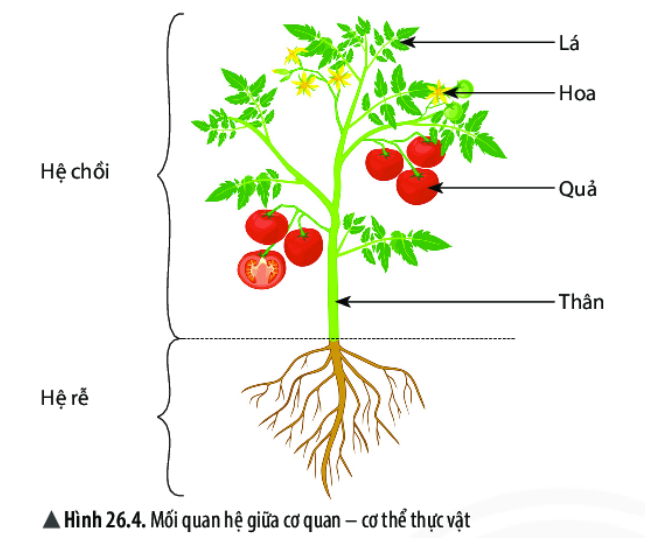 Lá
Hoa
Hệ chồi
Quả
Thân
Hệ rễ
▲ Hình 26.4. Mối quan hệ giữa cơ quan – cơ thể thực vật